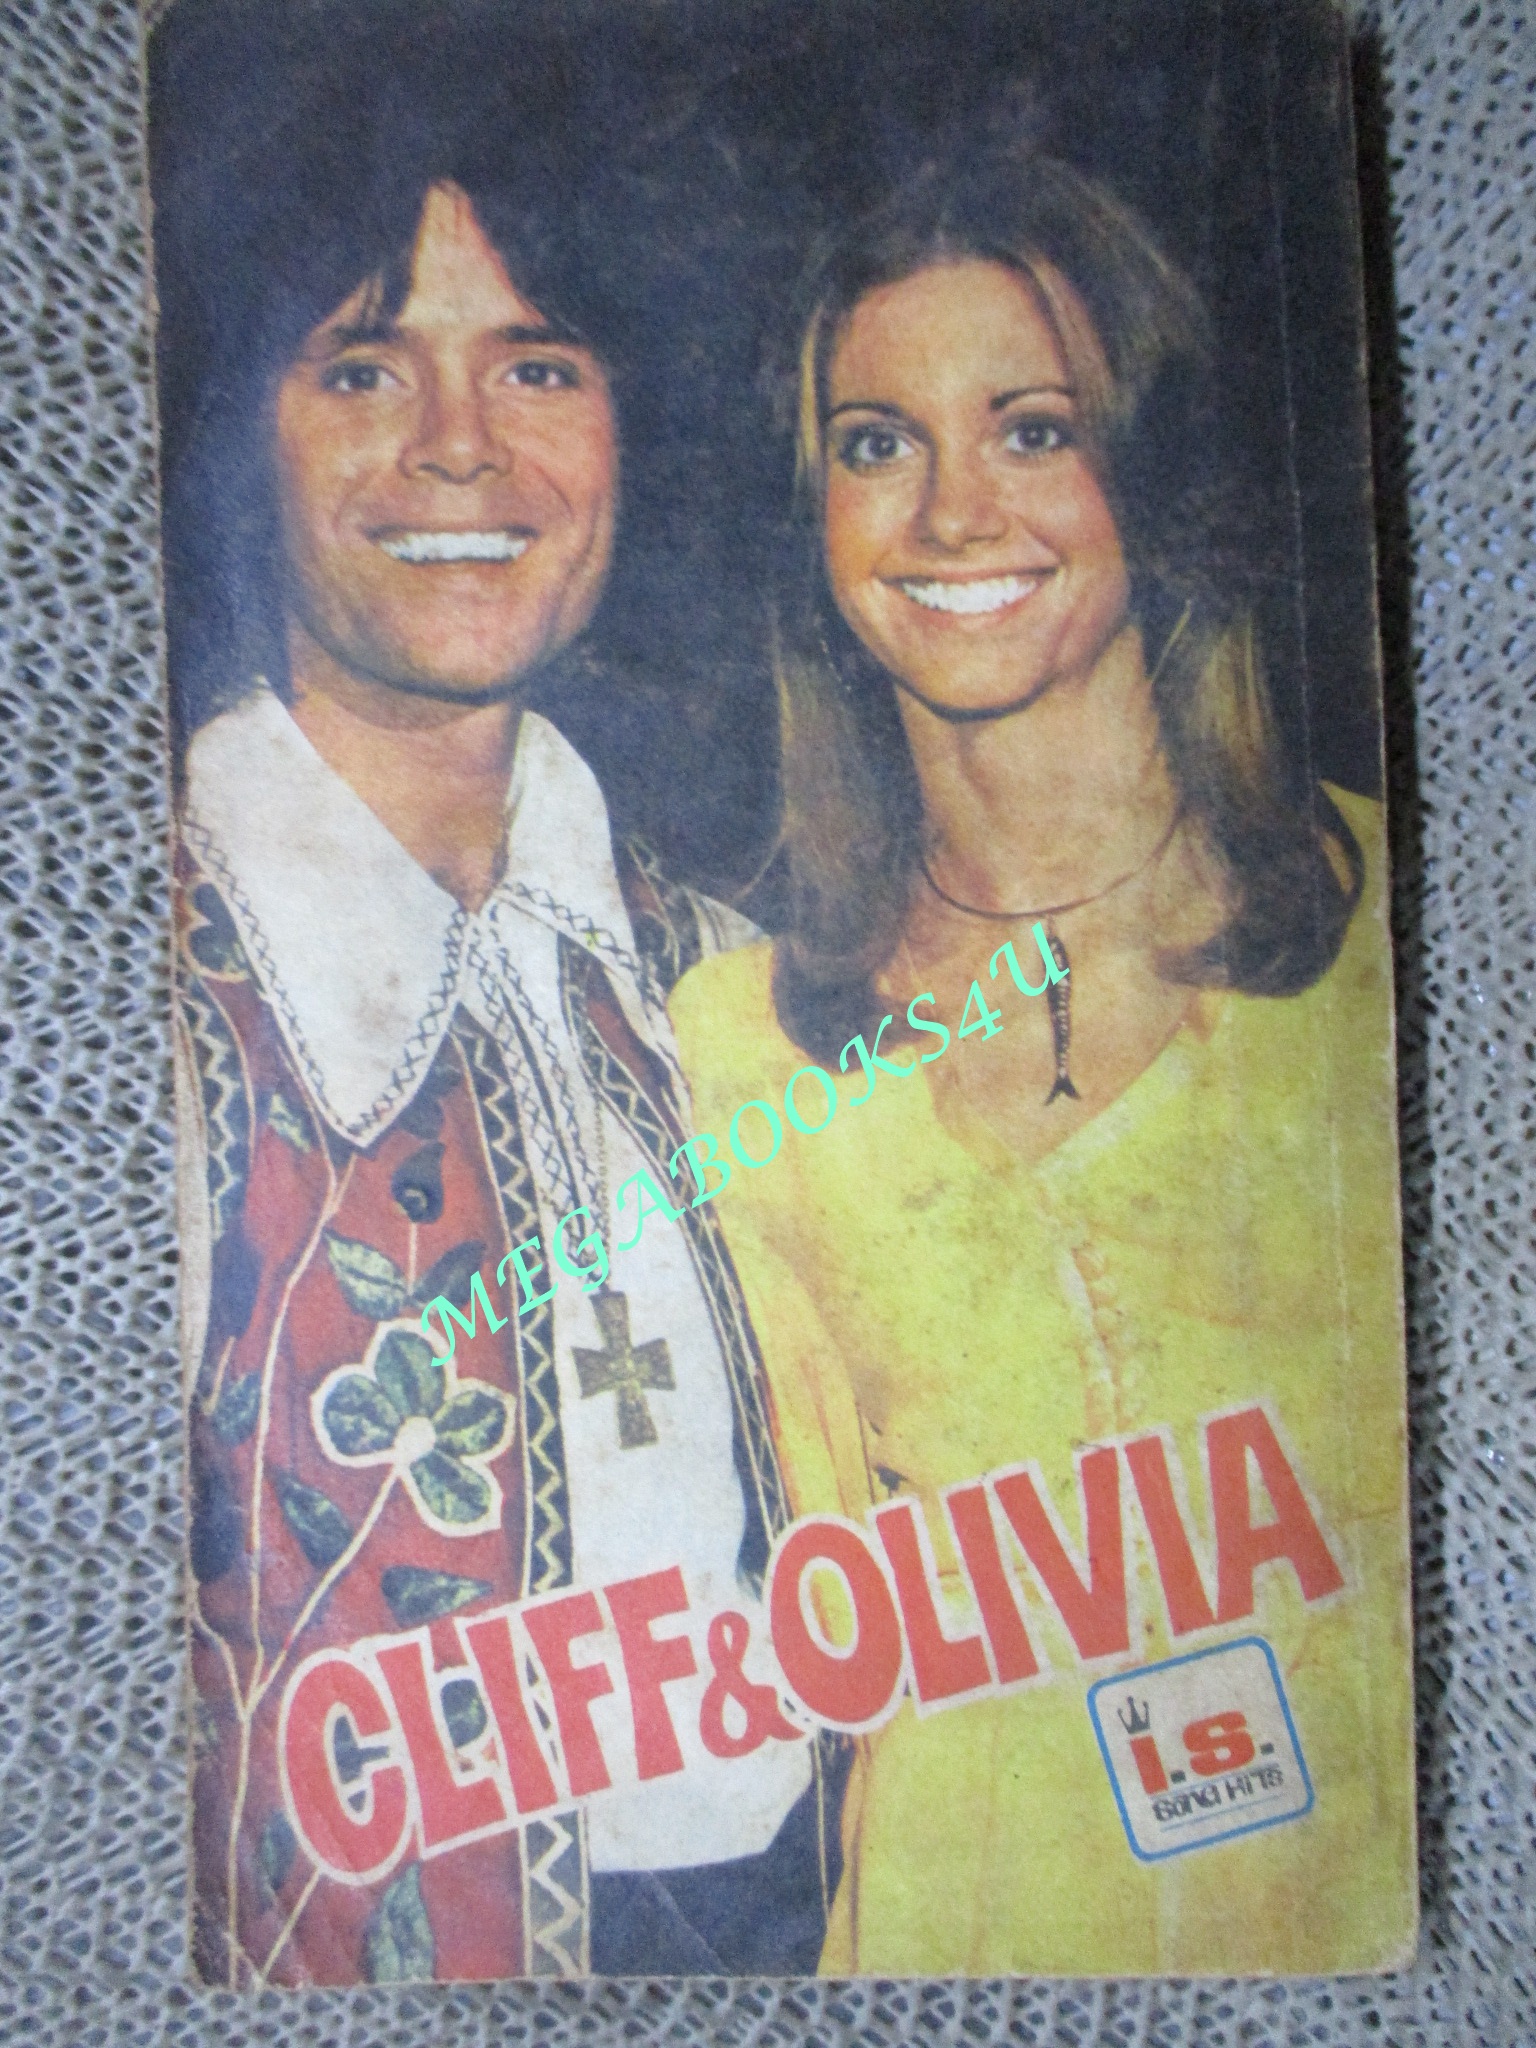 MEGABOOKS4U
CLIFF & OLIVIA
i.s.
SONG HITS